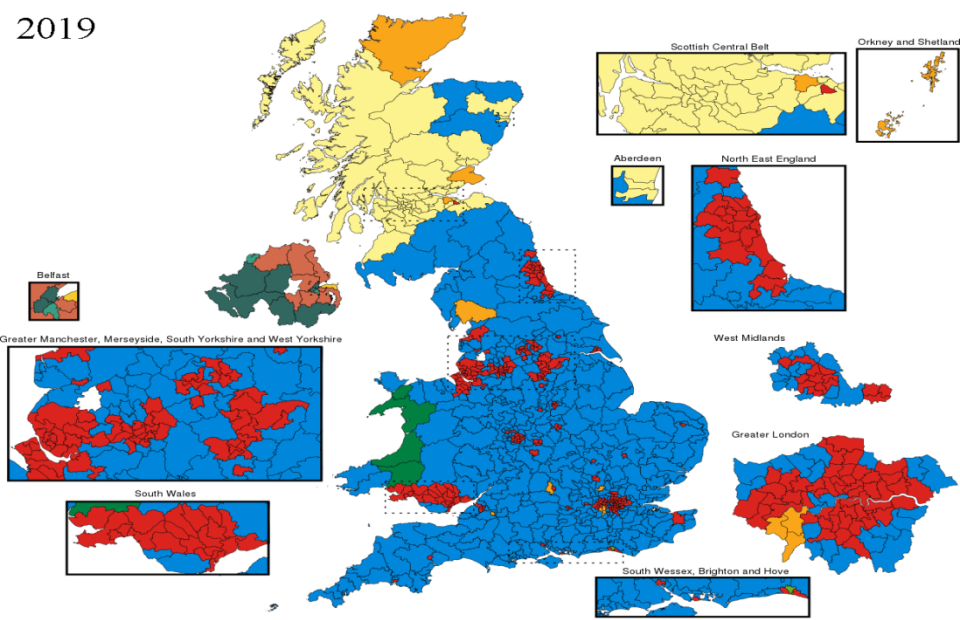 2019
Scottish Central Belt
Orkney and Shetland
Aberdeen
North East England
Belfast
Greater Manchester, Merseyside, South Yorkshire and West Yorkshire
West Midlands
Greater London
South Wales
South Wessex, Brighton and Hove